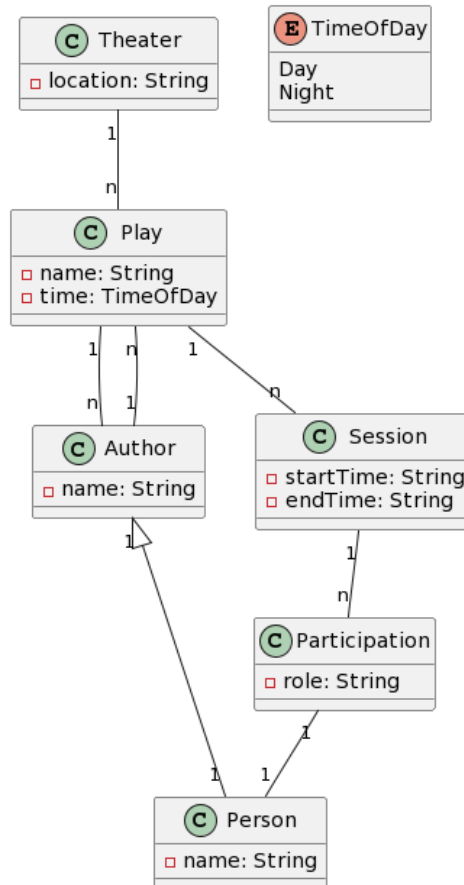 C Theater
location: String
E TimeOfDay
Day
Night
1
n
C Play
name: String
time: TimeOfDay
1 n 1
n 1 n
C Author
name: String
C Session
startTime: String
endTime: String
1 1
n
C Participation
role: String
1
1 1
C Person
name: String